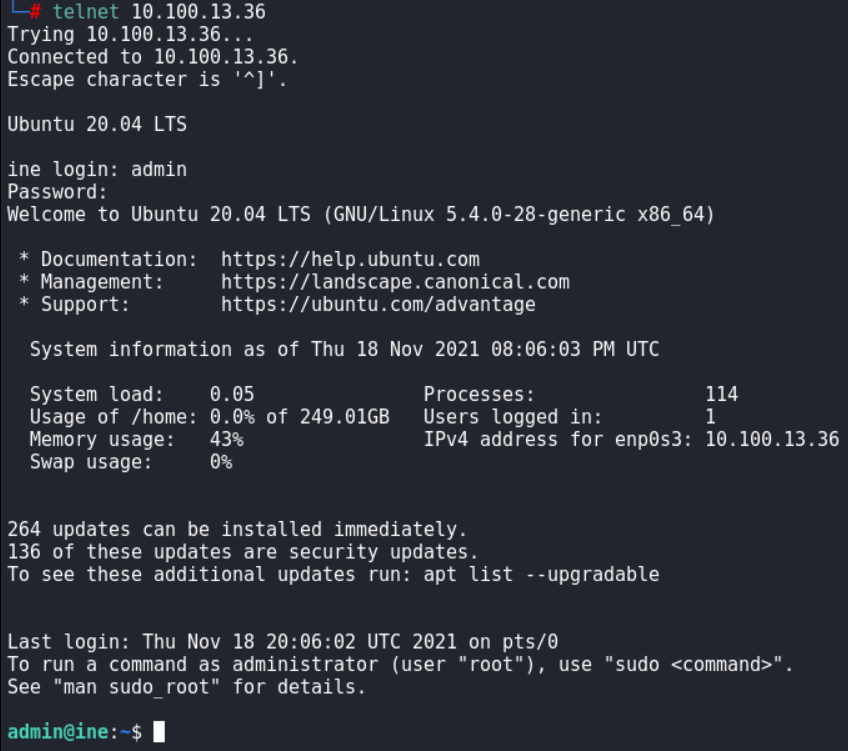 └─# telnet 10.100.13.36
Trying 10.100.13.36...
Connected to 10.100.13.36.
Escape character is '^]'.
Ubuntu 20.04 LTS
ine login: admin
Password:
Welcome to Ubuntu 20.04 LTS (GNU/Linux 5.4.0-28-generic x86_64)
* Documentation:  https://help.ubuntu.com
* Management:     https://landscape.canonical.com
* Support:        https://ubuntu.com/advantage
System information as of Thu 18 Nov 2021 08:06:03 PM UTC
System load:    0.05               Processes:               114
Usage of /home: 0.0% of 249.01GB   Users logged in:         1
Memory usage:   43%                IPv4 address for enp0s3: 10.100.13.36
Swap usage:     0%
264 updates can be installed immediately.
136 of these updates are security updates.
To see these additional updates run: apt list --upgradable
Last login: Thu Nov 18 20:06:02 UTC 2021 on pts/0
To run a command as administrator (user "root"), use "sudo <command>".
See "man sudo_root" for details.
admin@ine:~$